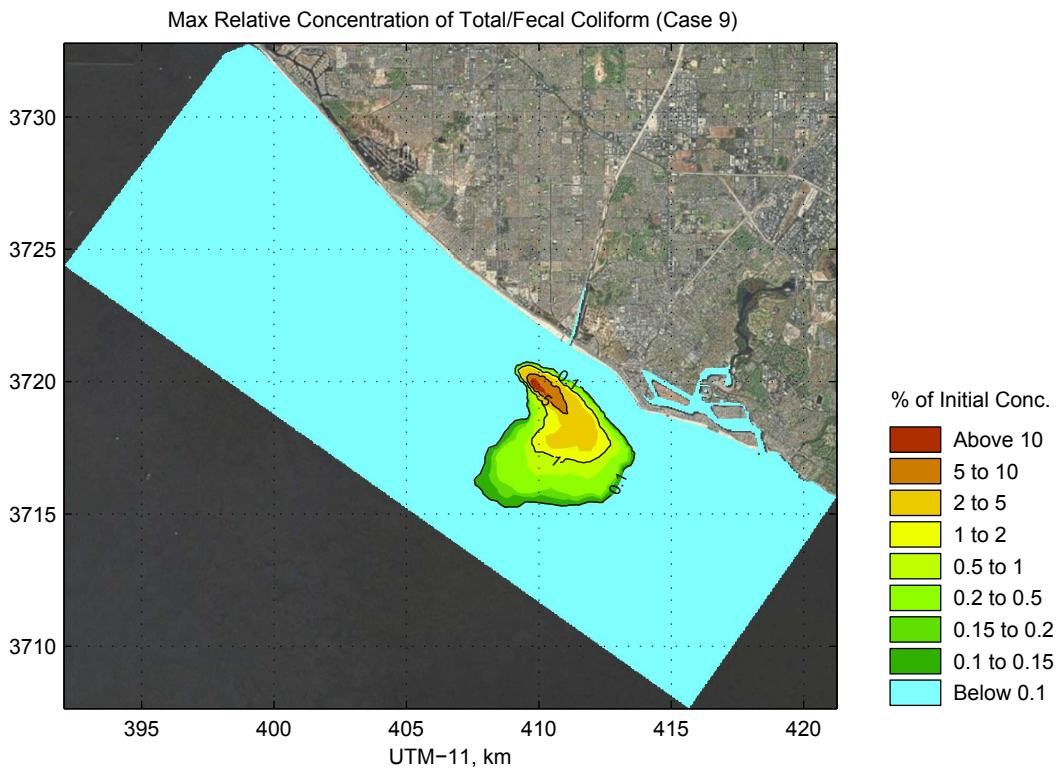 Max Relative Concentration of Total/Fecal Coliform (Case 9)
3730
3725
3720
3715
3710
0.1
5
1
0.1
395
400
405
410
415
420
UTM−11, km
% of Initial Conc.
Above 10
5 to 10
2 to 5
1 to 2
0.5 to 1
0.2 to 0.5
0.15 to 0.2
0.1 to 0.15
Below 0.1